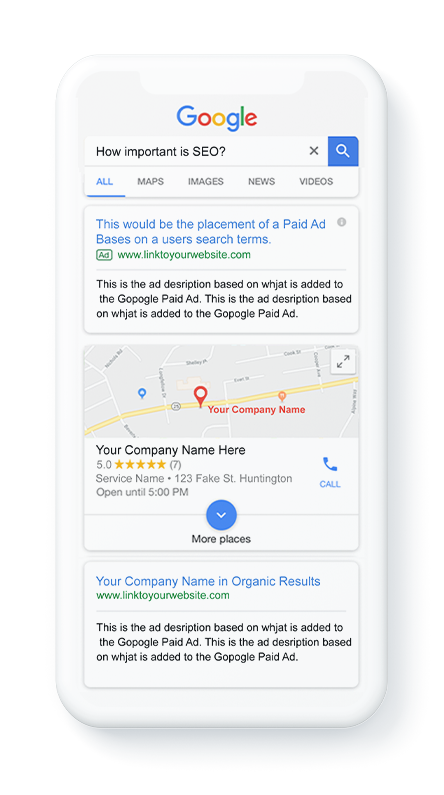 Google
How important is SEO?
ALL MAPS IMAGES NEWS VIDEOS
This would be the placement of a Paid Ad
Bases on a users search terms.
Ad www.linktoyourwebsite.com
This is the ad desription based on whjat is added to
the Gopogle Paid Ad. This is the ad desription based
on whjat is added to the Gopogle Paid Ad.
Shelley Pl
25
Your Company Name
Your Company Name Here
5.0 (7)
Service Name • 123 Fake St. Huntington
Open until 5:00 PM
CALL
More places
Your Company Name in Organic Results
www.linktoyourwebsite.com
This is the ad desription based on whjat is added to
the Gopogle Paid Ad. This is the ad desription based
on whjat is added to the Gopogle Paid Ad.